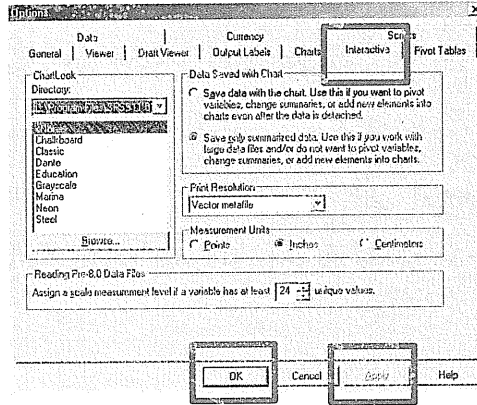 Options
Data Currency Scripts
General Viewer Draft Viewer Output Labels Charts Interactive Pivot Tables
ChartLook
Directory:
Chalkboard
Classic
Dante
Education
Grayscale
Marina
Neon
Steel
Browse...
Data Saved with Chart
Save data with the chart. Use this if you want to pivot
variables, change summaries, or add new elements into
charts even after the data is detached.
Save only summarized data. Use this if you work with
large data files and/or do not want to pivot variables,
change summaries, or add new elements into charts.
Print Resolution
Vector metafile
Measurement Units
Points Inches Centimeters
Reading Pre-8.0 Data Files
Assign a scale measurement level if a variable has at least 24 unique values.
OK Cancel Apply Help